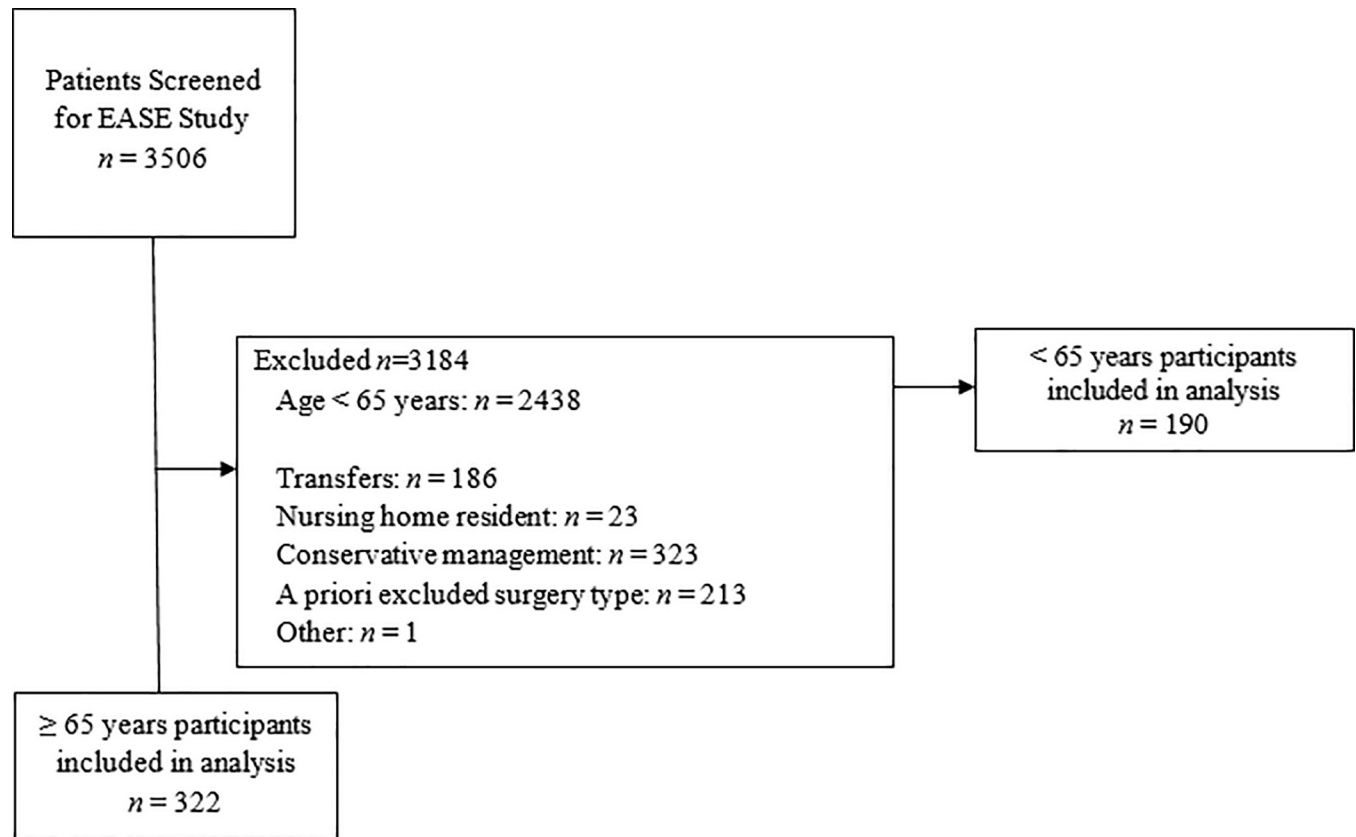 Patients Screened
for EASE Study
n = 3506
Excluded n=3184
Age < 65 years: n = 2438
Transfers: n = 186
Nursing home resident: n = 23
Conservative management: n = 323
A priori excluded surgery type: n = 213
Other: n = 1
< 65 years participants
included in analysis
n = 190
≥ 65 years participants
included in analysis
n = 322